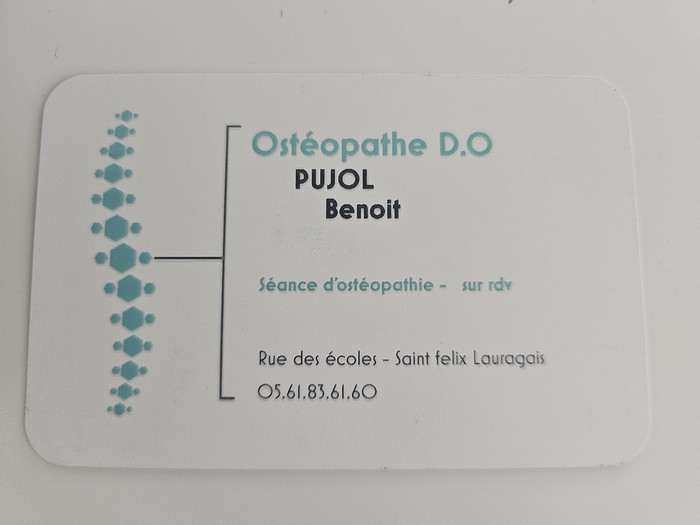 Ostéopathe D.O
PUJOL
Benoit
Séance d'ostéopathie - sur rdv
Rue des écoles - Saint felix Lauragais
05.61.83.61.60